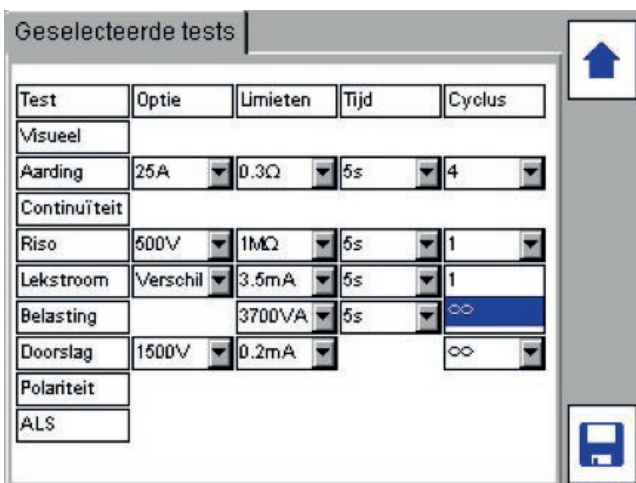 Geselecteerde tests
Test Optie Limieten Tijd Cyclus
Visueel
Aarding 25A 0.3Ω 5s 4
Continuïteit
Riso 500V 1MΩ 5s 1
Lekstroom Verschil 3.5mA 5s 1
Belasting 3700VA 5s ∞
Doorslag 1500V 0.2mA ∞
Polariteit
ALS